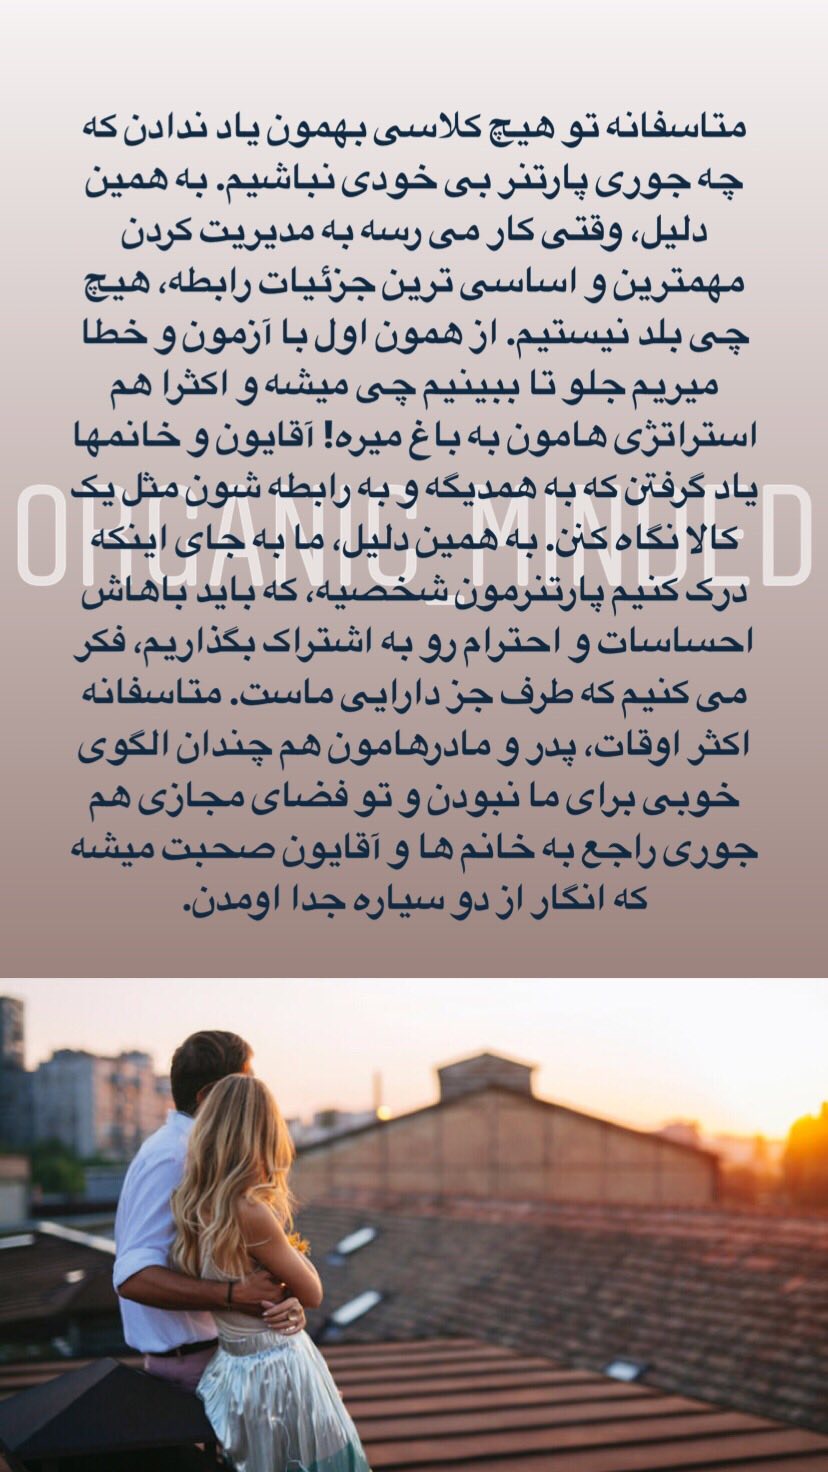 متاسفانه تو هیچ کلاسی بهمون یاد ندادن که
چه جوری پارتنر بی خودی نباشیم. به همین
دلیل، وقتی کار می رسه به مدیریت کردن
مهمترین و اساسی ترین جزئیات رابطه، هیچ
چی بلد نیستیم. از همون اول با آزمون و خطا
میریم جلو تا ببینیم چی میشه و اکثرا هم
استراتژی هامون به باغ میره! آقایون و خانمها
یاد گرفتن که به همدیگه و به رابطه شون مثل یک
کالا نگاه کنن. به همین دلیل، ما به جای اینکه
درک کنیم پارتنرمون شخصیه، که باید باهاش
احساسات و احترام رو به اشتراک بگذاریم، فکر
می کنیم که طرف جز دارایی ماست. متاسفانه
اکثر اوقات، پدر و مادرهامون هم چندان الگوی
خوبی برای ما نبودن و تو فضای مجازی هم
جوری راجع به خانم ها و آقایون صحبت میشه
که انگار از دو سیاره جدا اومدن.
ORGANIC_MINDED